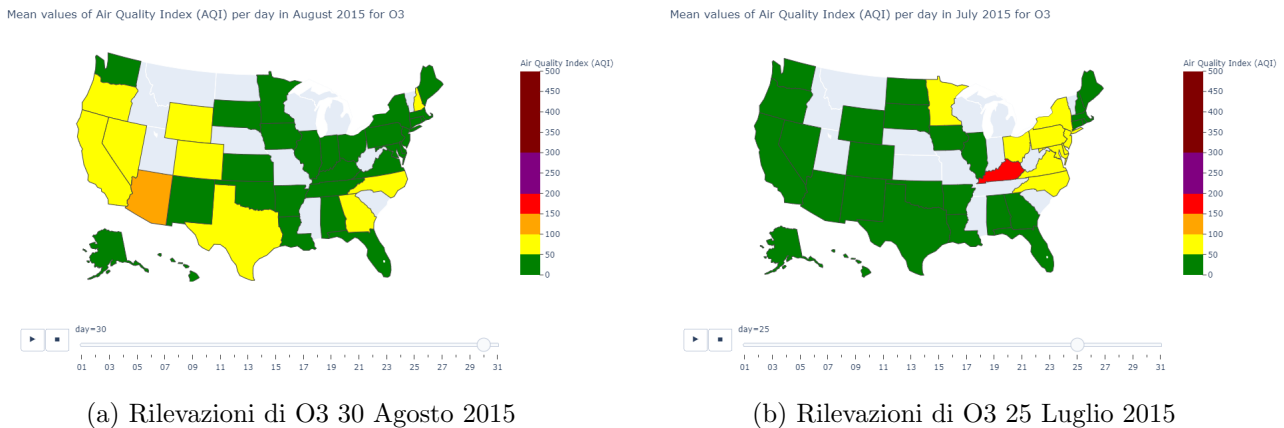 Mean values of Air Quality Index (AQI) per day in August 2015 for O3
Air Quality Index (AQI)
500
450
400
350
300
250
200
150
100
50
0
day=30
01 03 05 07 09 11 13 15 17 19 21 23 25 27 29 31
(a) Rilevazioni di O3 30 Agosto 2015
Mean values of Air Quality Index (AQI) per day in July 2015 for O3
Air Quality Index (AQI)
500
450
400
350
300
250
200
150
100
50
0
day=25
01 03 05 07 09 11 13 15 17 19 21 23 25 27 29 31
(b) Rilevazioni di O3 25 Luglio 2015